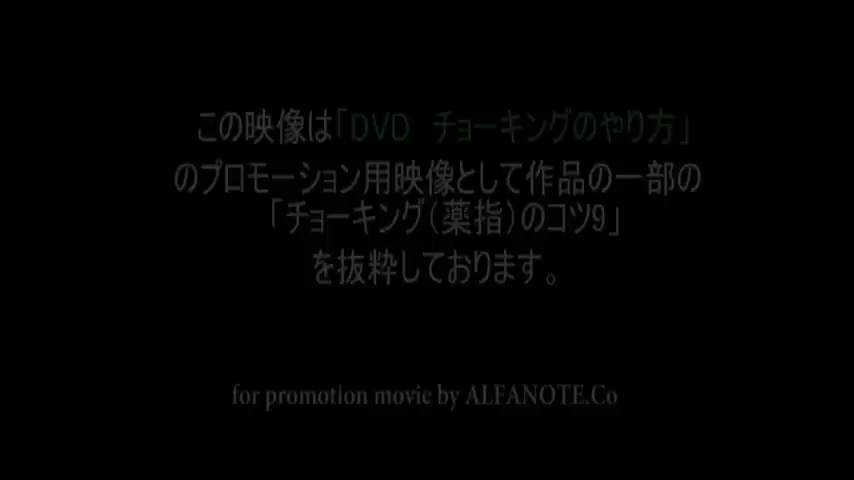 この映像は「DVD　チョーキングのやり方」
のプロモーション用映像として作品の一部の
「チョーキング(薬指)のコツ9」
を抜粋しております。
for promotion movie by ALFANOTE.Co